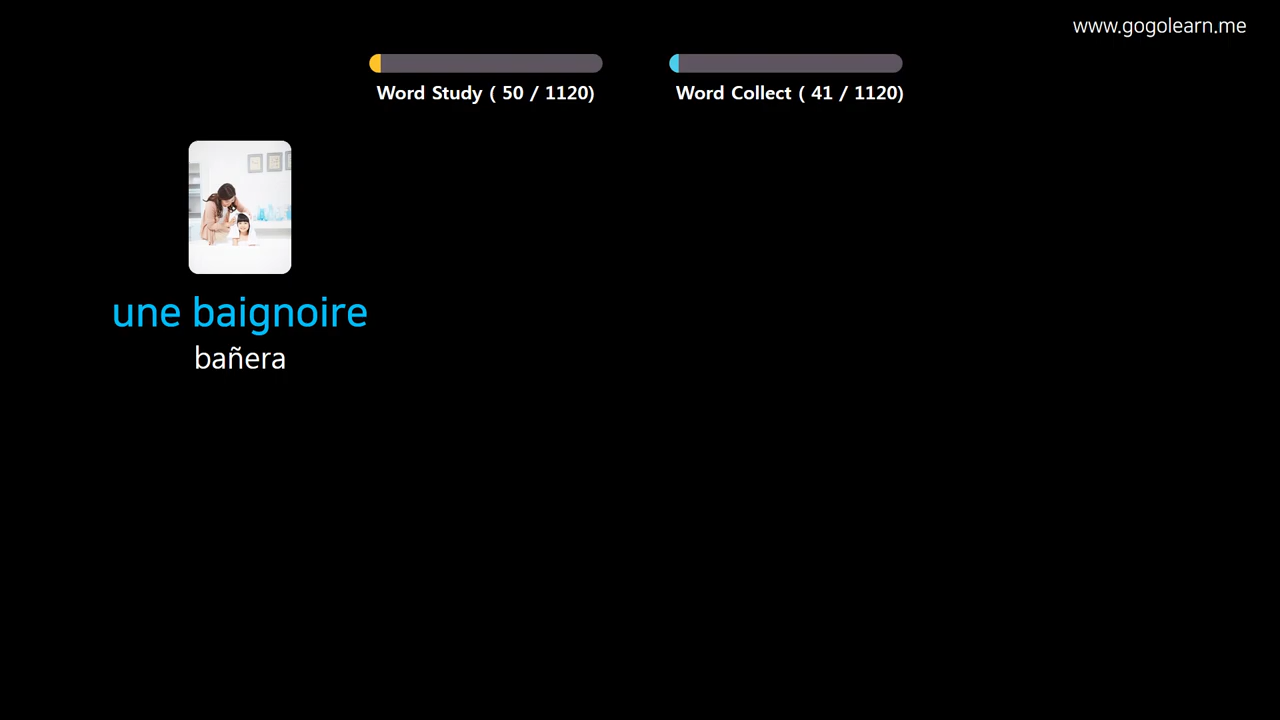 www.gogolearn.me
Word Study ( 50 / 1120)
Word Collect ( 41 / 1120)
une baignoire
bañera